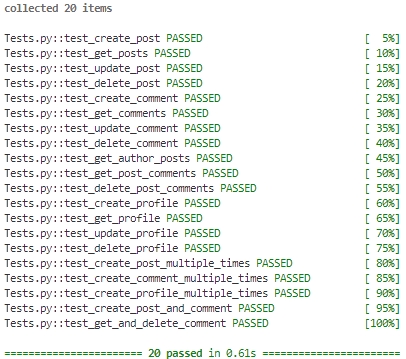 collected 20 items
Tests.py::test_create_post PASSED [ 5%]
Tests.py::test_get_posts PASSED [ 10%]
Tests.py::test_update_post PASSED [ 15%]
Tests.py::test_delete_post PASSED [ 20%]
Tests.py::test_create_comment PASSED [ 25%]
Tests.py::test_get_comments PASSED [ 30%]
Tests.py::test_update_comment PASSED [ 35%]
Tests.py::test_delete_comment PASSED [ 40%]
Tests.py::test_get_author_posts PASSED [ 45%]
Tests.py::test_get_post_comments PASSED [ 50%]
Tests.py::test_delete_post_comments PASSED [ 55%]
Tests.py::test_create_profile PASSED [ 60%]
Tests.py::test_get_profile PASSED [ 65%]
Tests.py::test_update_profile PASSED [ 70%]
Tests.py::test_delete_profile PASSED [ 75%]
Tests.py::test_create_post_multiple_times PASSED [ 80%]
Tests.py::test_create_comment_multiple_times PASSED [ 85%]
Tests.py::test_create_profile_multiple_times PASSED [ 90%]
Tests.py::test_create_post_and_comment PASSED [ 95%]
Tests.py::test_get_and_delete_comment PASSED [100%]
======================= 20 passed in 0.61s =======================